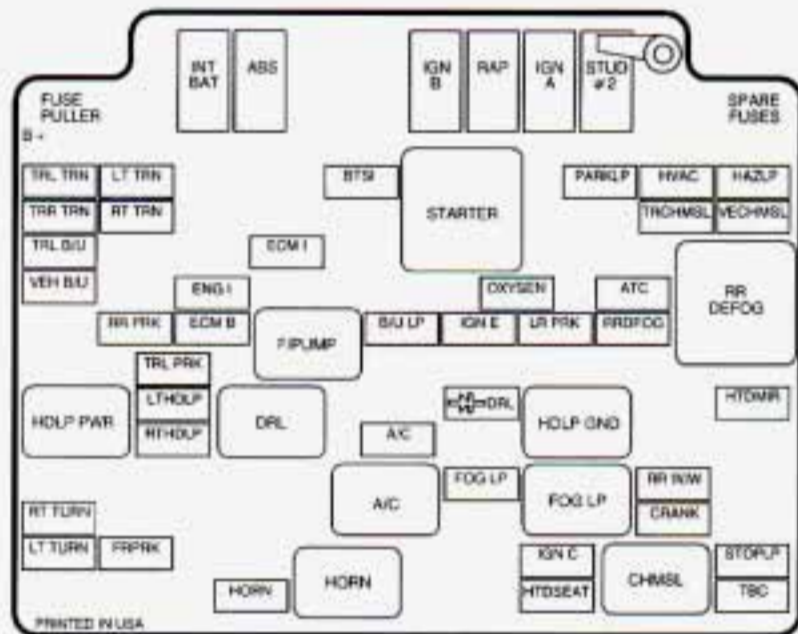 INT BAT
ABS
IGN B
RAP
IGN A
STUD #2
FUSE PULLER
SPARE FUSES
B+
TRL TRN
LT TRN
BTSI
STARTER
PARKLP
HVAC
HAZLP
TRR TRN
RT TRN
TRCHMSL
VECHMSL
TRL B/U
ECM I
VEH B/U
ENG I
OXYSEN
ATC
RR DEFOG
RR PRK
ECM B
F/PUMP
B/U LP
IGN E
LR PRK
RRDFOG
TRL PRK
HDLP PWR
LTHDLP
DRL
DRL
HDLP GND
HTDMIR
RTHDLP
A/C
A/C
FOG LP
FOG LP
RR W/W
RT TURN
CRANK
LT TURN
FRPRK
IGN C
CHMSL
STOPLP
HORN
HORN
HTDSEAT
TBC
PRINTED IN USA